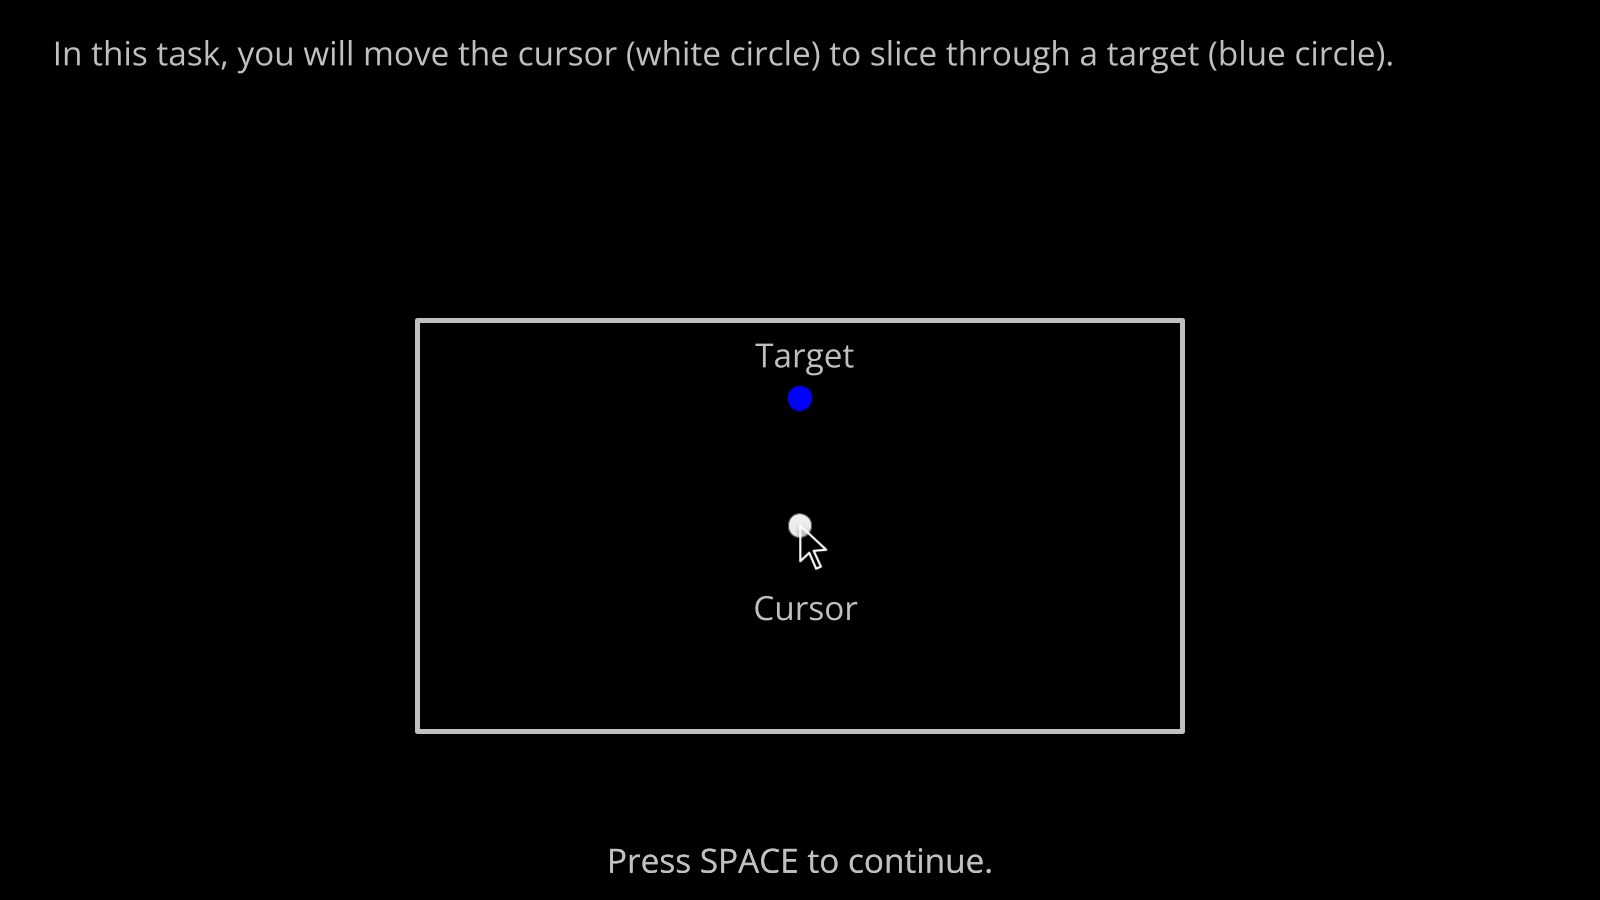 In this task, you will move the cursor (white circle) to slice through a target (blue circle).
Target
Cursor
Press SPACE to continue.